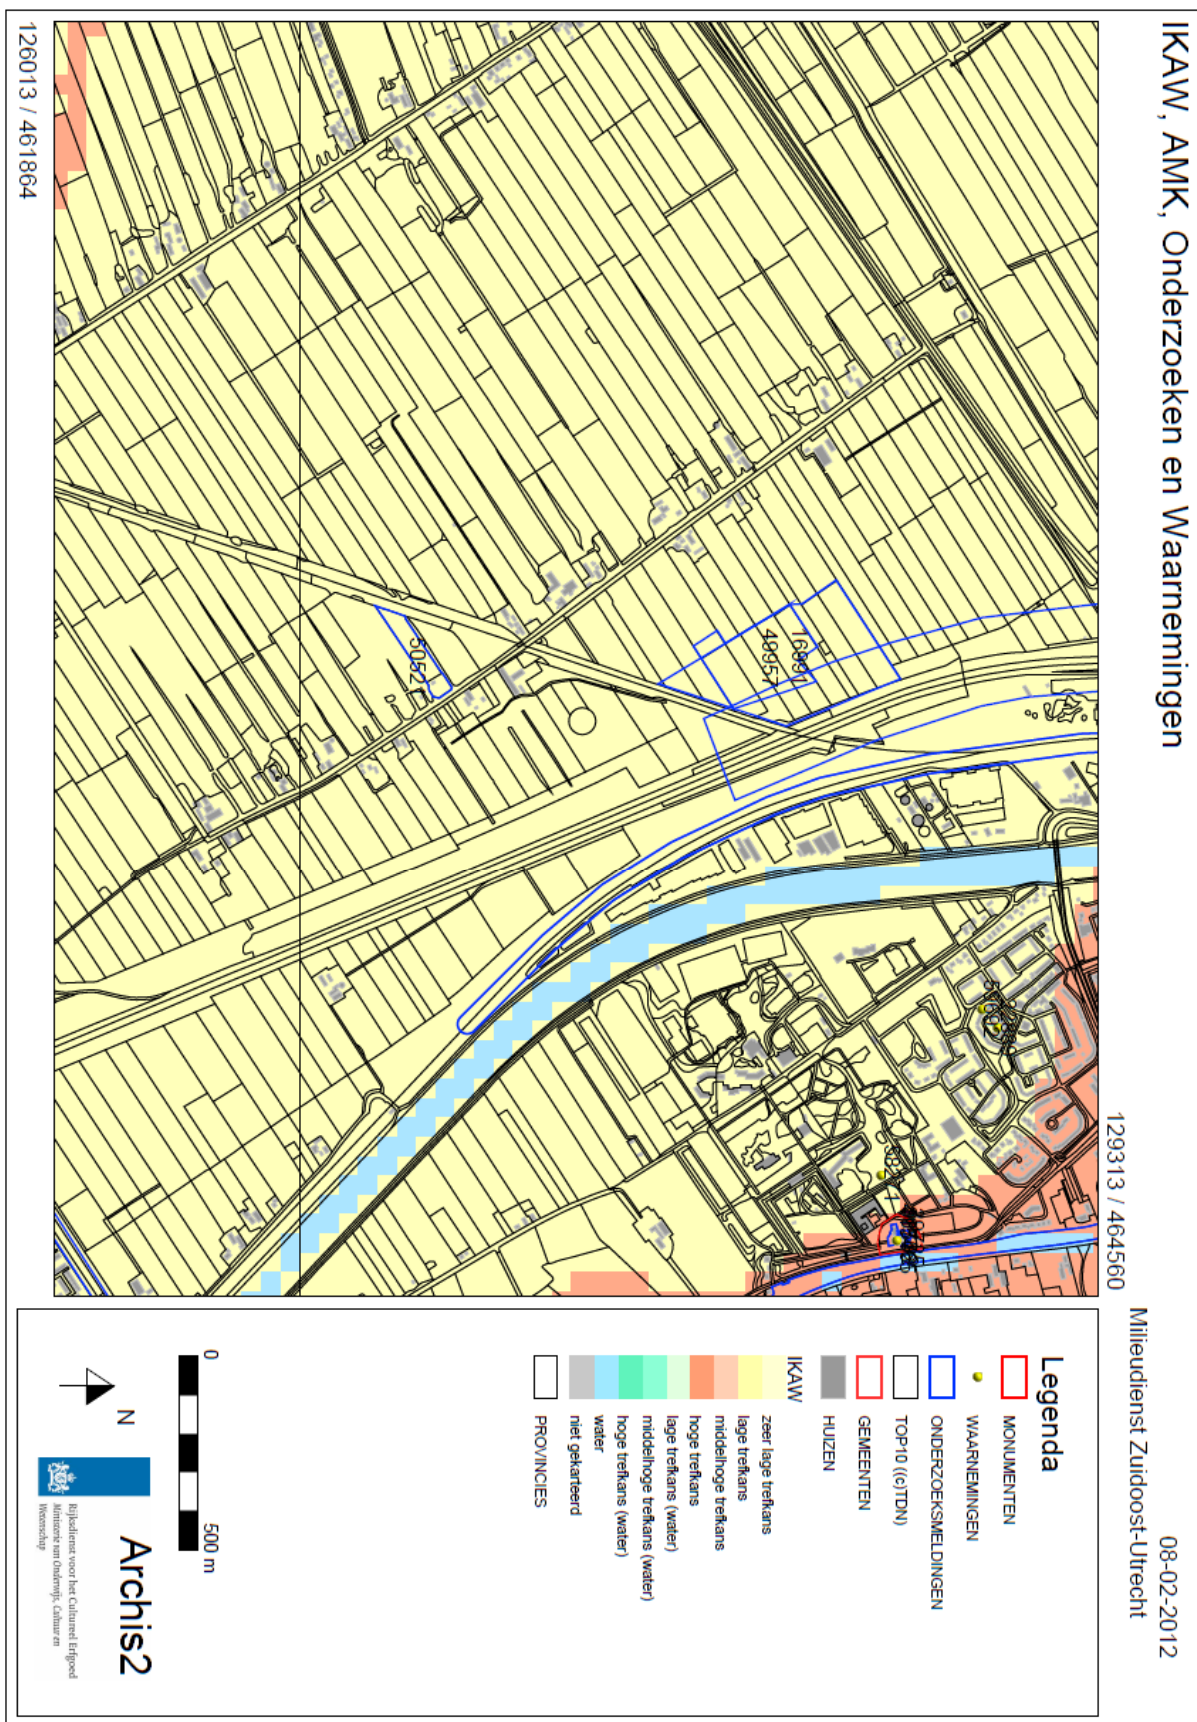 IKAW, AMK, Onderzoeken en Waarnemingen
08-02-2012
Milieudienst Zuidoost-Utrecht
129313 / 464560
16991
49957
5052
126013 / 461864
Legenda
MONUMENTEN
WAARNEMINGEN
ONDERZOEKSMELDINGEN
TOP10 ((c)TDN)
GEMEENTEN
HUIZEN
IKAW
zeer lage trefkans
lage trefkans
middelhoge trefkans
hoge trefkans
lage trefkans (water)
middelhoge trefkans (water)
hoge trefkans (water)
water
niet gekarteerd
PROVINCIES
0
500 m
N
Archis2
Rijksdienst voor het Cultureel Erfgoed
Ministerie van Onderwijs, Cultuur en
Wetenschap